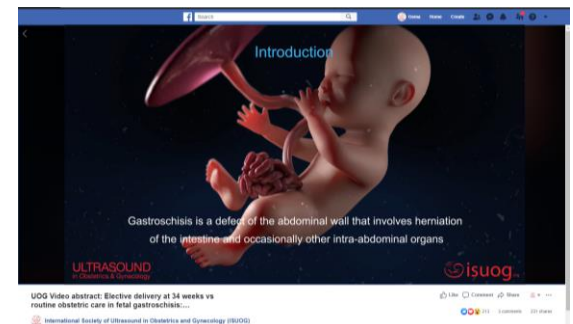 Search
Home
Home
Create
Introduction
Gastroschisis is a defect of the abdominal wall that involves herniation
of the intestine and occasionally other intra-abdominal organs
ULTRASOUND
in Obstetrics & Gynecology
isuog
UOG Video abstract: Elective delivery at 34 weeks vs
routine obstetric care in fetal gastroschisis:...
Like
Comment
Share
International Society of Ultrasound in Obstetrics and Gynecology (ISUOG)